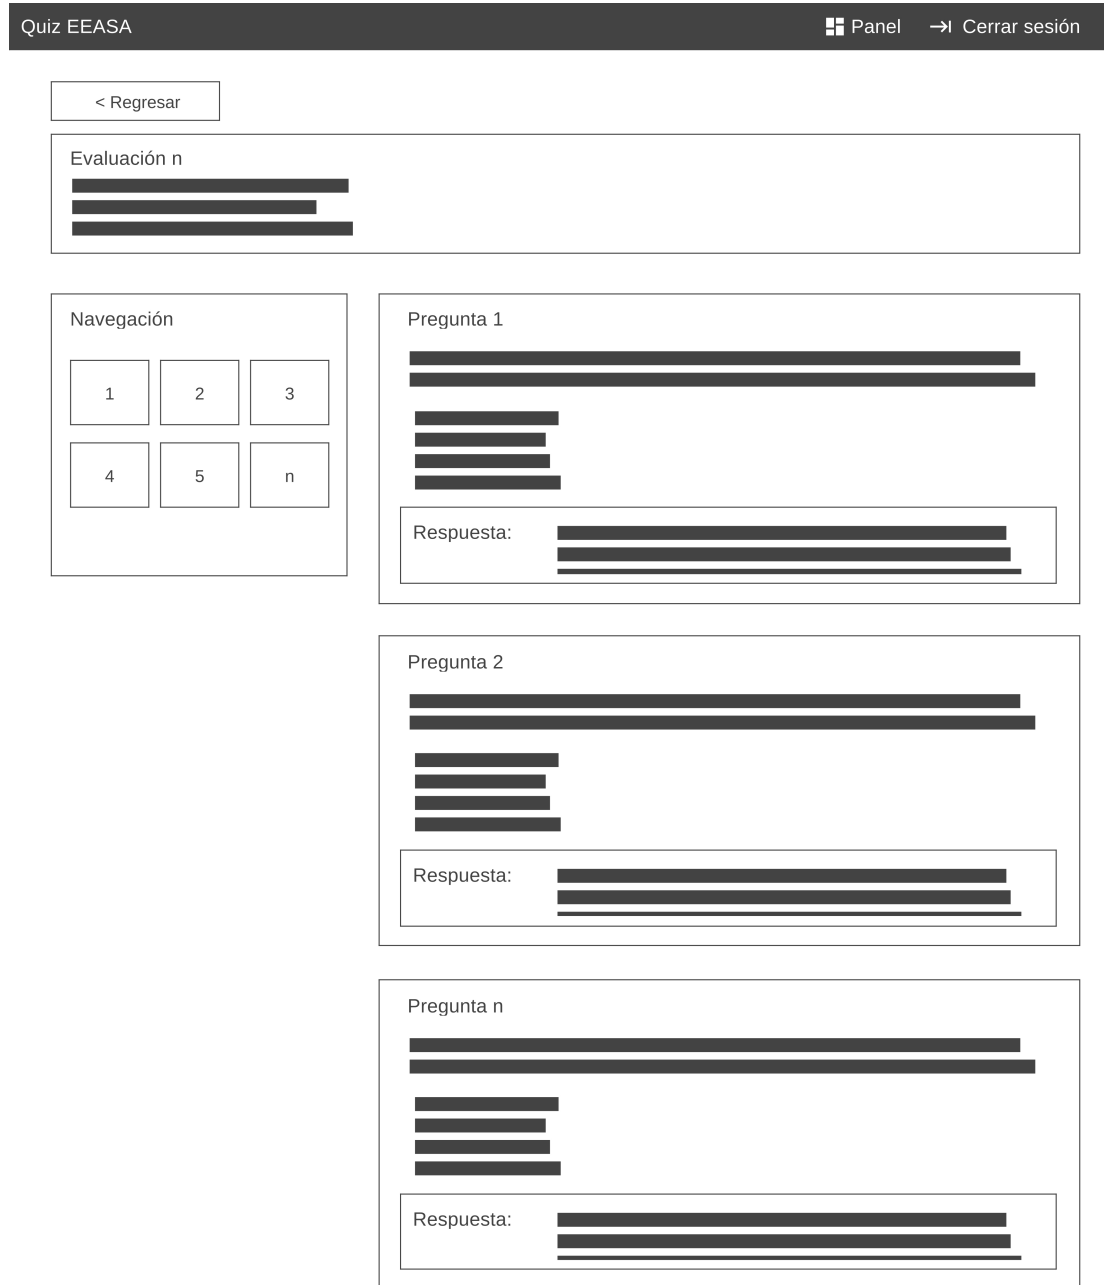 Quiz EEASA
Panel
Cerrar sesión
< Regresar
Evaluación n
Navegación
1
2
3
4
5
n
Pregunta 1
Respuesta:
Pregunta 2
Respuesta:
Pregunta n
Respuesta: